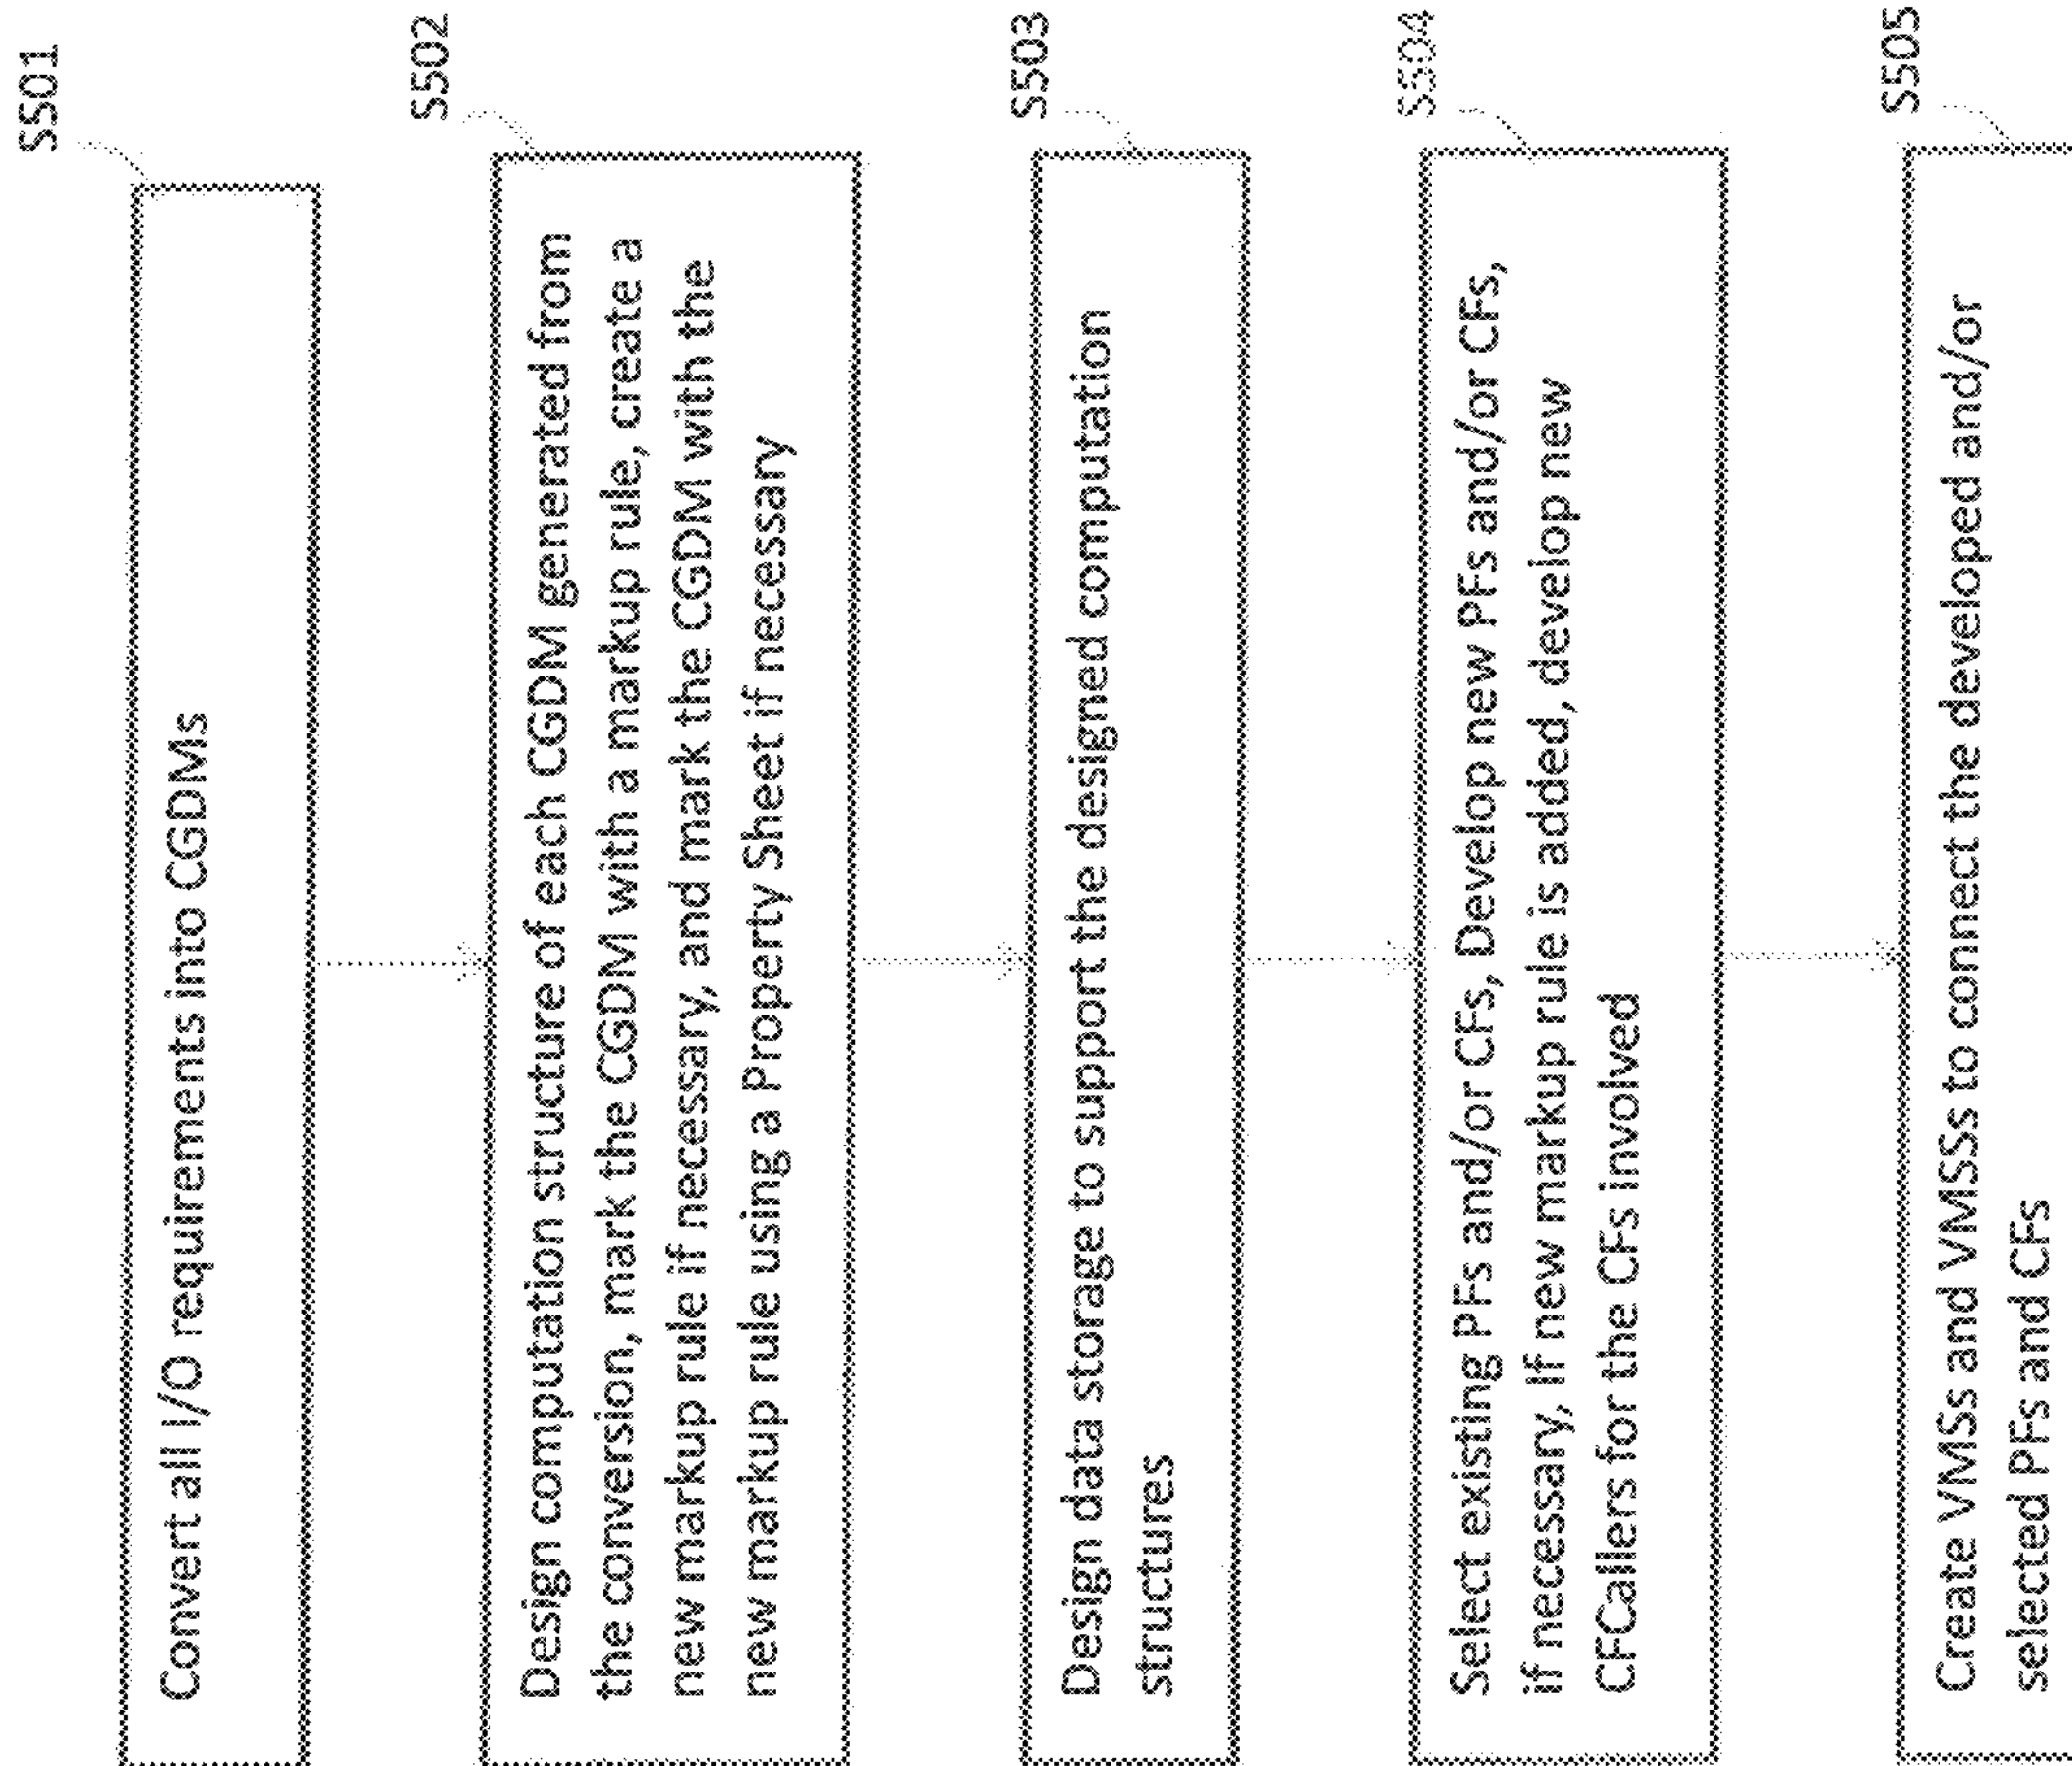 S501
Convert all I/O requirements into CGDMs
S502
Design computation structure of each CGDM generated from
the conversion, mark the CGDM with a markup rule, create a
new markup rule if necessary, and mark the CGDM with the
new markup rule using a Property Sheet if necessary
S503
Design data storage to support the designed computation
structures
S504
Select existing PFs and/or CFs, Develop new PFs and/or CFs,
if necessary, If new markup rule is added, develop new
CFCallers for the CFs involved
S505
Create VMSs and VMSSs to connect the developed and/or
selected PFs and CFs